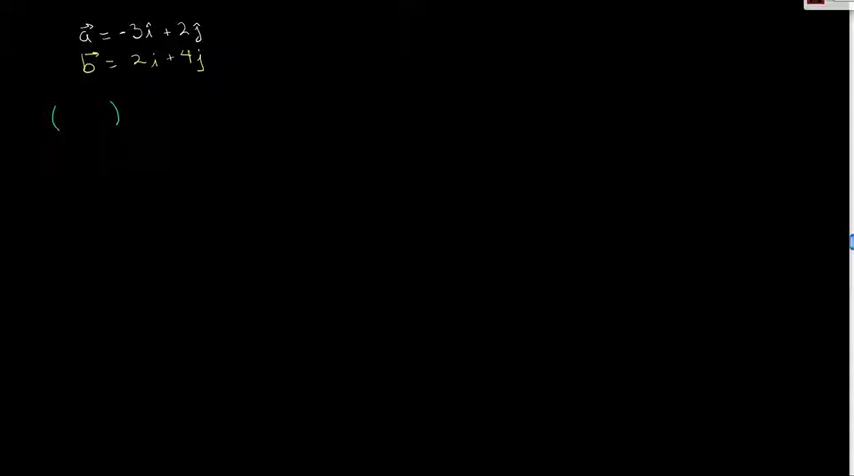 a⃗ = -3î + 2ĵ
b⃗ = 2i + 4j
(    )